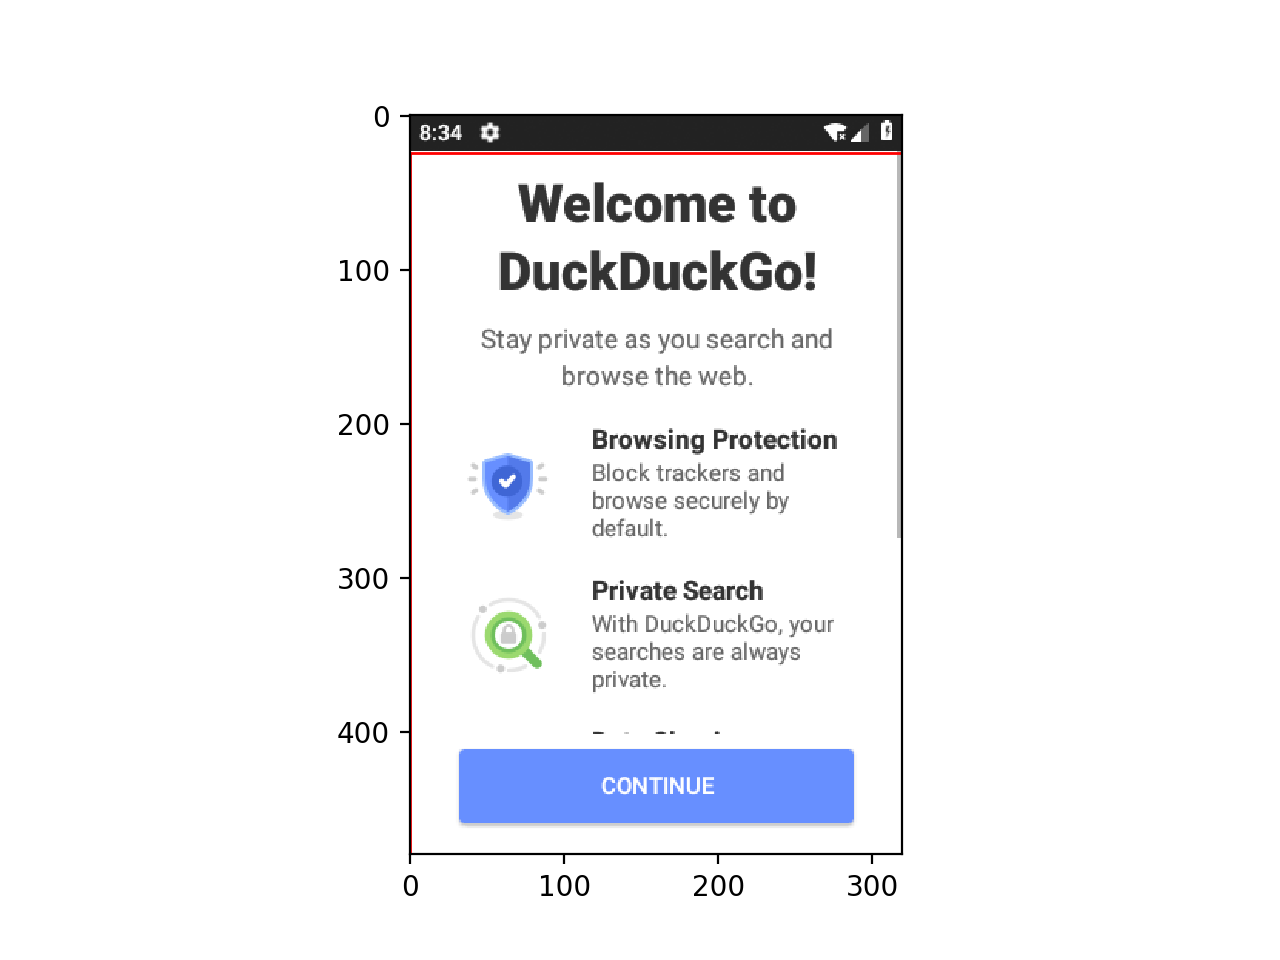 0
100
200
300
400
8:34
Welcome to
DuckDuckGo!
Stay private as you search and
browse the web.
Browsing Protection
Block trackers and
browse securely by
default.
Private Search
With DuckDuckGo, your
searches are always
private.
CONTINUE
0 100 200 300